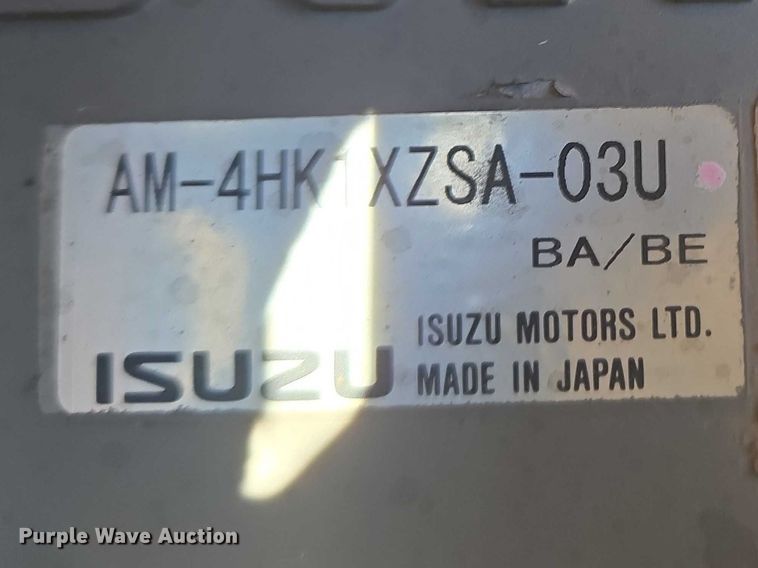 AM-4HK1XZSA-03U
BA/BE
ISUZU MOTORS LTD.
ISUZU MADE IN JAPAN
Purple Wave Auction